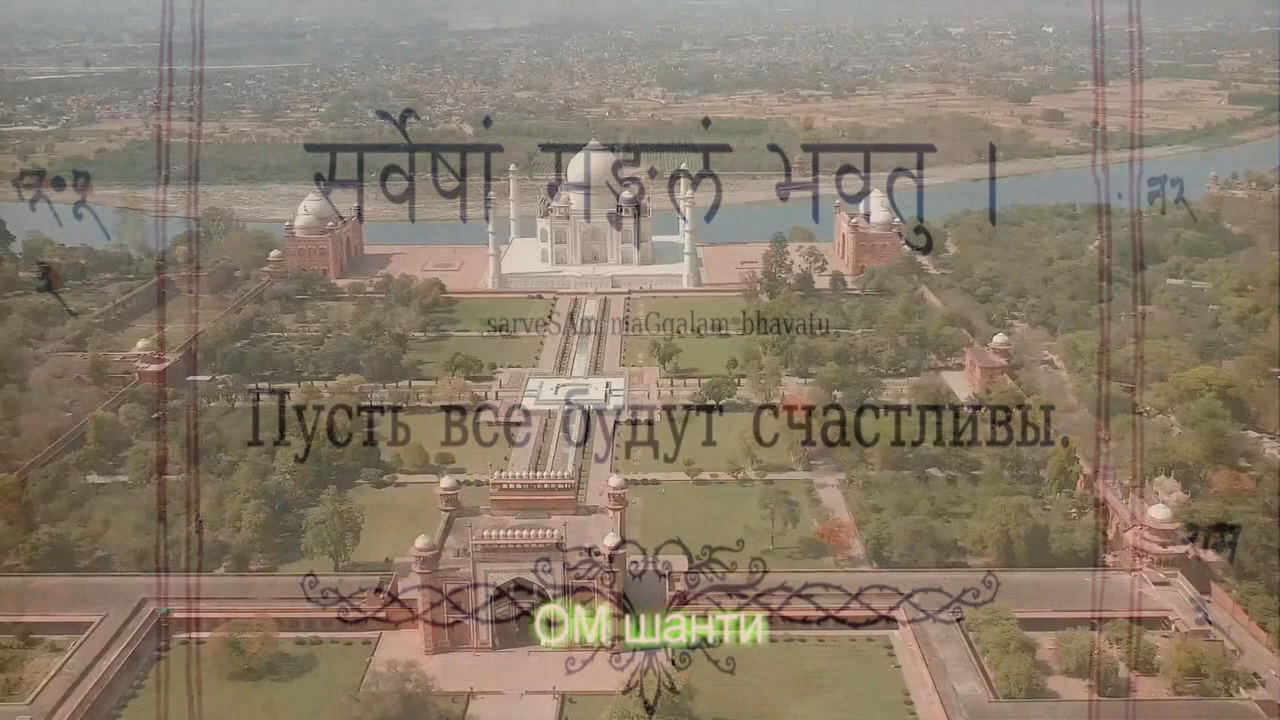 सर्वेषां मङ्गलं भवतु ।
sarveSAm maGgalam bhavatu
Пусть все будут счастливы.
ОМ шанти